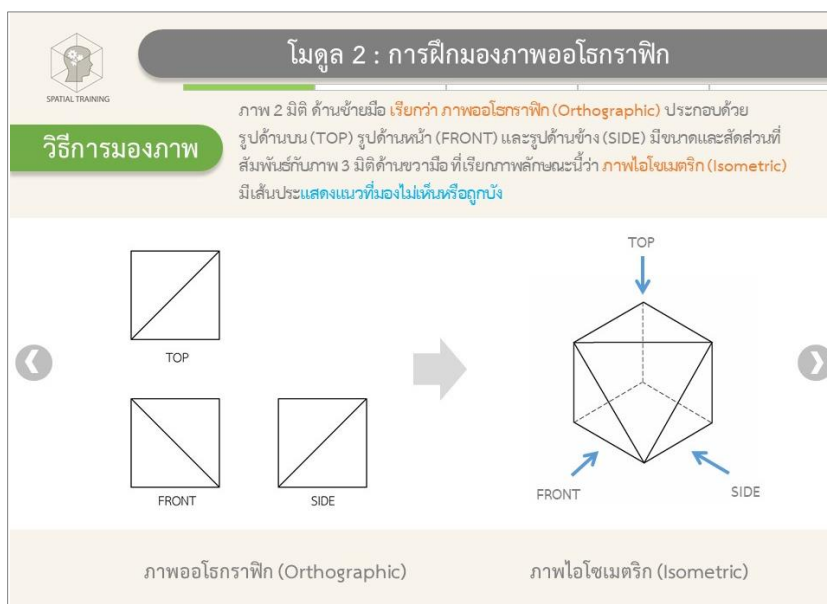 โมดูล 2 : การฝึกมองภาพออโธกราฟิก
SPATIAL TRAINING
วิธีการมองภาพ
ภาพ 2 มิติ ด้านซ้ายมือ เรียกว่า ภาพออโธกราฟิก (Orthographic) ประกอบด้วย
รูปด้านบน (TOP) รูปด้านหน้า (FRONT) และรูปด้านข้าง (SIDE) มีขนาดและสัดส่วนที่
สัมพันธ์กับภาพ 3 มิติด้านขวามือ ที่เรียกภาพลักษณะนี้ว่า ภาพไอโซเมตริก (Isometric)
มีเส้นประแสดงแนวที่มองไม่เห็นหรือถูกบัง
TOP
FRONT
SIDE
TOP
FRONT
SIDE
ภาพออโธกราฟิก (Orthographic)
ภาพไอโซเมตริก (Isometric)